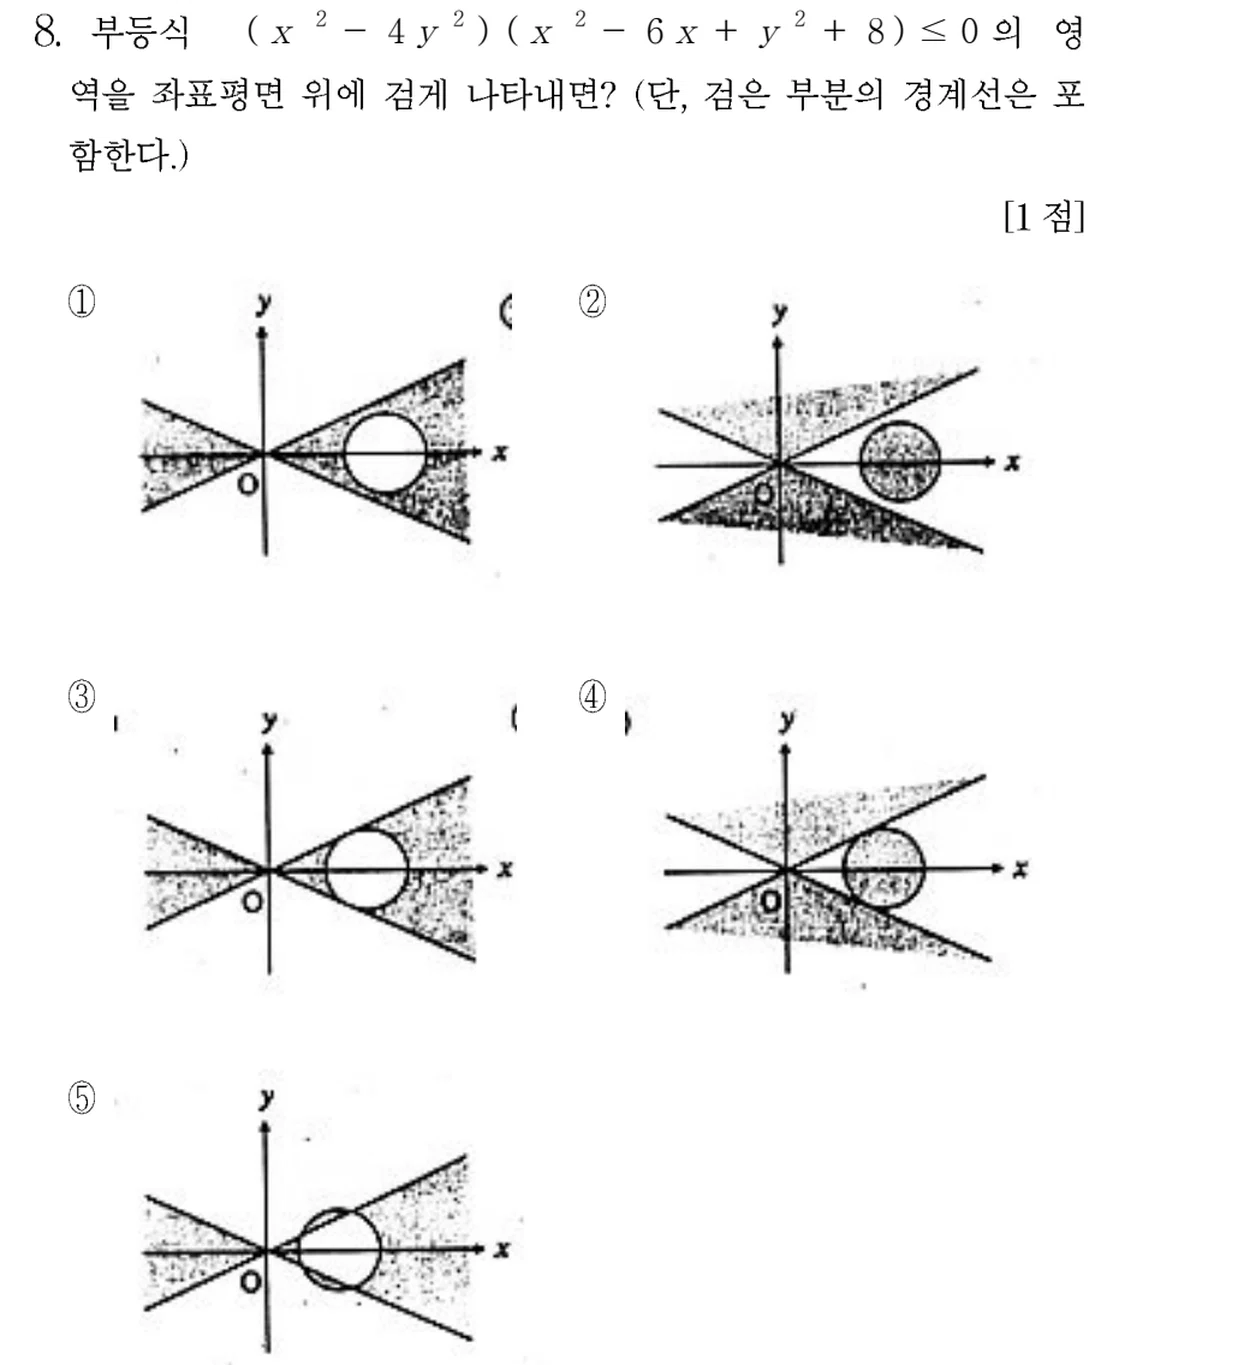 8. 부등식 (x² − 4y²)(x² − 6x + y² + 8) ≤ 0 의 영
역을 좌표평면 위에 검게 나타내면? (단, 검은 부분의 경계선은 포
함한다.)
[1 점]
① ②
y y
x x
O O
③ ④
y y
x x
O O
⑤
y
x
O